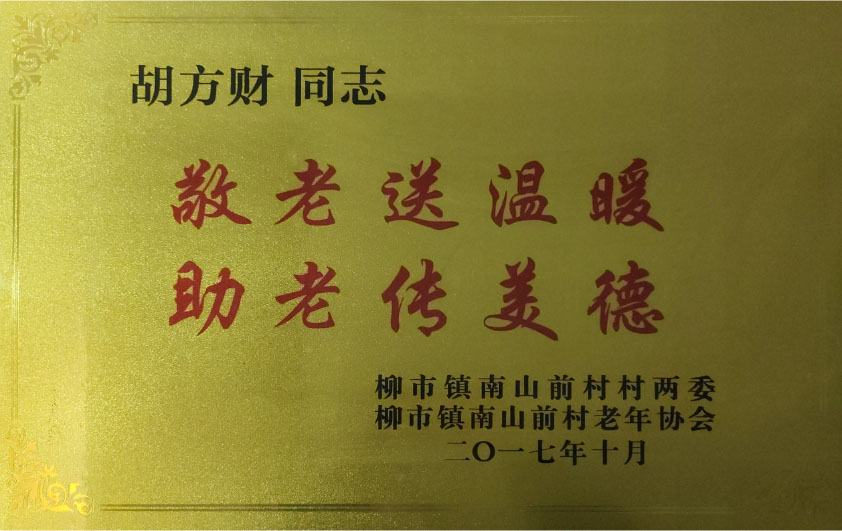 胡方财 同志
敬老送温暖
助老传美德
柳市镇南山前村村两委
柳市镇南山前村老年协会
二〇一七年十月